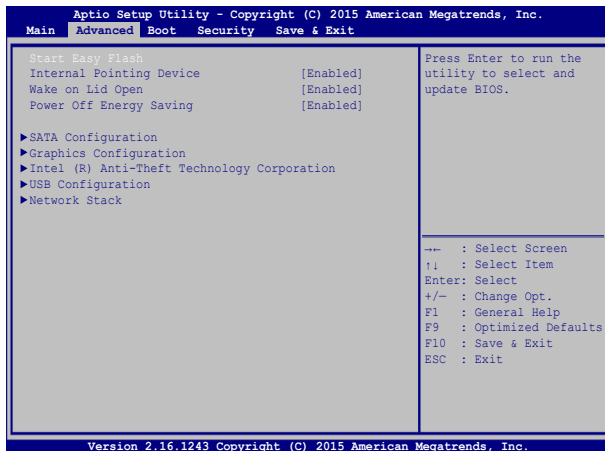 Aptio Setup Utility - Copyright (C) 2015 American Megatrends, Inc.
Main Advanced Boot Security Save & Exit
Start Easy Flash
Internal Pointing Device [Enabled]
Wake on Lid Open [Enabled]
Power Off Energy Saving [Enabled]
▶SATA Configuration
▶Graphics Configuration
▶Intel (R) Anti-Theft Technology Corporation
▶USB Configuration
▶Network Stack
Press Enter to run the
utility to select and
update BIOS.
→← : Select Screen
↑↓ : Select Item
Enter: Select
+/— : Change Opt.
F1 : General Help
F9 : Optimized Defaults
F10 : Save & Exit
ESC : Exit
Version 2.16.1243 Copyright (C) 2015 American Megatrends, Inc.